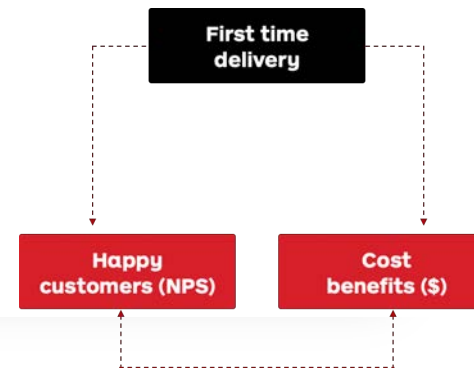 First time
delivery
Happy
customers (NPS)
Cost
benefits ($)